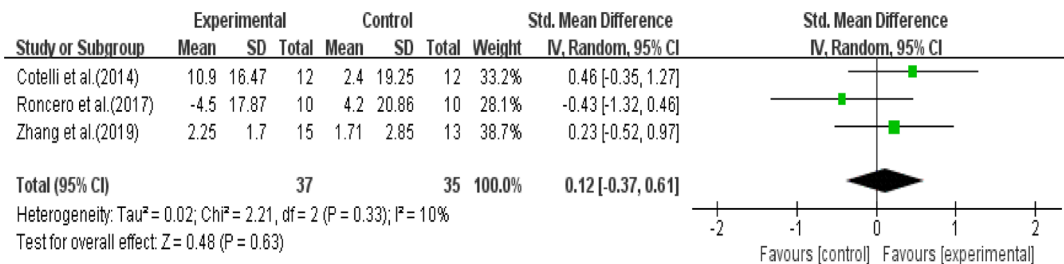 Experimental Control Std. Mean Difference Std. Mean Difference
Study or Subgroup Mean SD Total Mean SD Total Weight IV, Random, 95% CI IV, Random, 95% CI
Cotelli et al.(2014) 10.9 16.47 12 2.4 19.25 12 33.2% 0.46 [-0.35, 1.27]
Roncero et al.(2017) -4.5 17.87 10 4.2 20.86 10 28.1% -0.43 [-1.32, 0.46]
Zhang et al.(2019) 2.25 1.7 15 1.71 2.85 13 38.7% 0.23 [-0.52, 0.97]
Total (95% CI) 37 35 100.0% 0.12 [-0.37, 0.61]
Heterogeneity: Tau² = 0.02; Chi² = 2.21, df = 2 (P = 0.33); I² = 10%
Test for overall effect: Z = 0.48 (P = 0.63)
-2 -1 0 1 2
Favours [control] Favours [experimental]